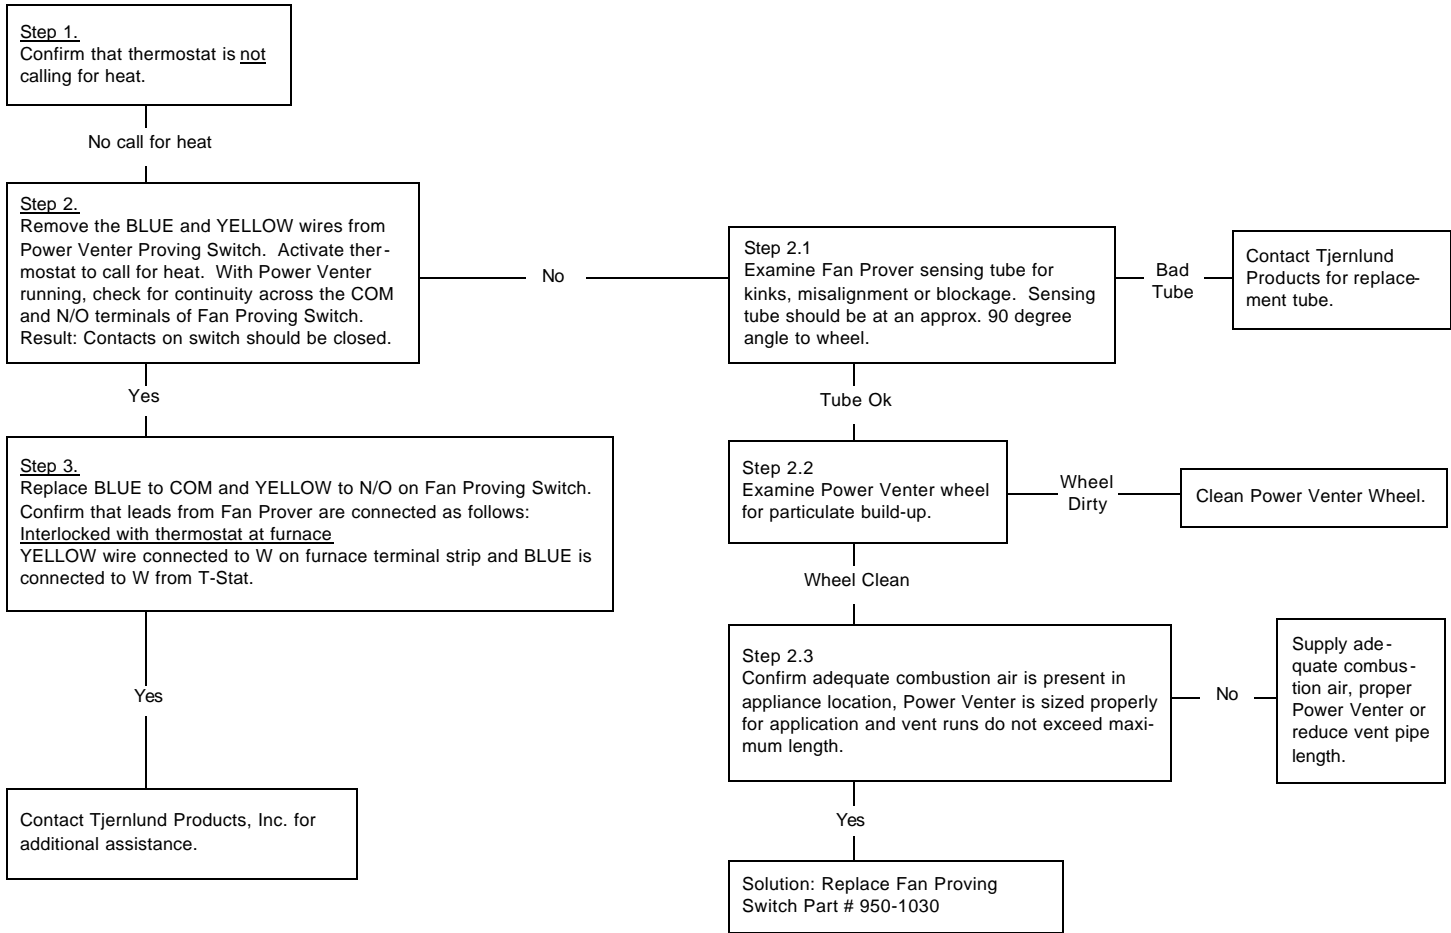 Step 1.
Confirm that thermostat is not
calling for heat.
No call for heat
Step 2.
Remove the BLUE and YELLOW wires from
Power Venter Proving Switch. Activate ther-
mostat to call for heat. With Power Venter
running, check for continuity across the COM
and N/O terminals of Fan Proving Switch.
Result: Contacts on switch should be closed.
No
Step 2.1
Examine Fan Prover sensing tube for
kinks, misalignment or blockage. Sensing
tube should be at an approx. 90 degree
angle to wheel.
Bad
Tube
Contact Tjernlund
Products for replace-
ment tube.
Yes
Tube Ok
Step 3.
Replace BLUE to COM and YELLOW to N/O on Fan Proving Switch.
Confirm that leads from Fan Prover are connected as follows:
Interlocked with thermostat at furnace
YELLOW wire connected to W on furnace terminal strip and BLUE is
connected to W from T-Stat.
Step 2.2
Examine Power Venter wheel
for particulate build-up.
Wheel
Dirty
Clean Power Venter Wheel.
Wheel Clean
Step 2.3
Confirm adequate combustion air is present in
appliance location, Power Venter is sized properly
for application and vent runs do not exceed maxi-
mum length.
No
Supply ade-
quate combus-
tion air, proper
Power Venter or
reduce vent pipe
length.
Yes
Contact Tjernlund Products, Inc. for
additional assistance.
Yes
Solution: Replace Fan Proving
Switch Part # 950-1030